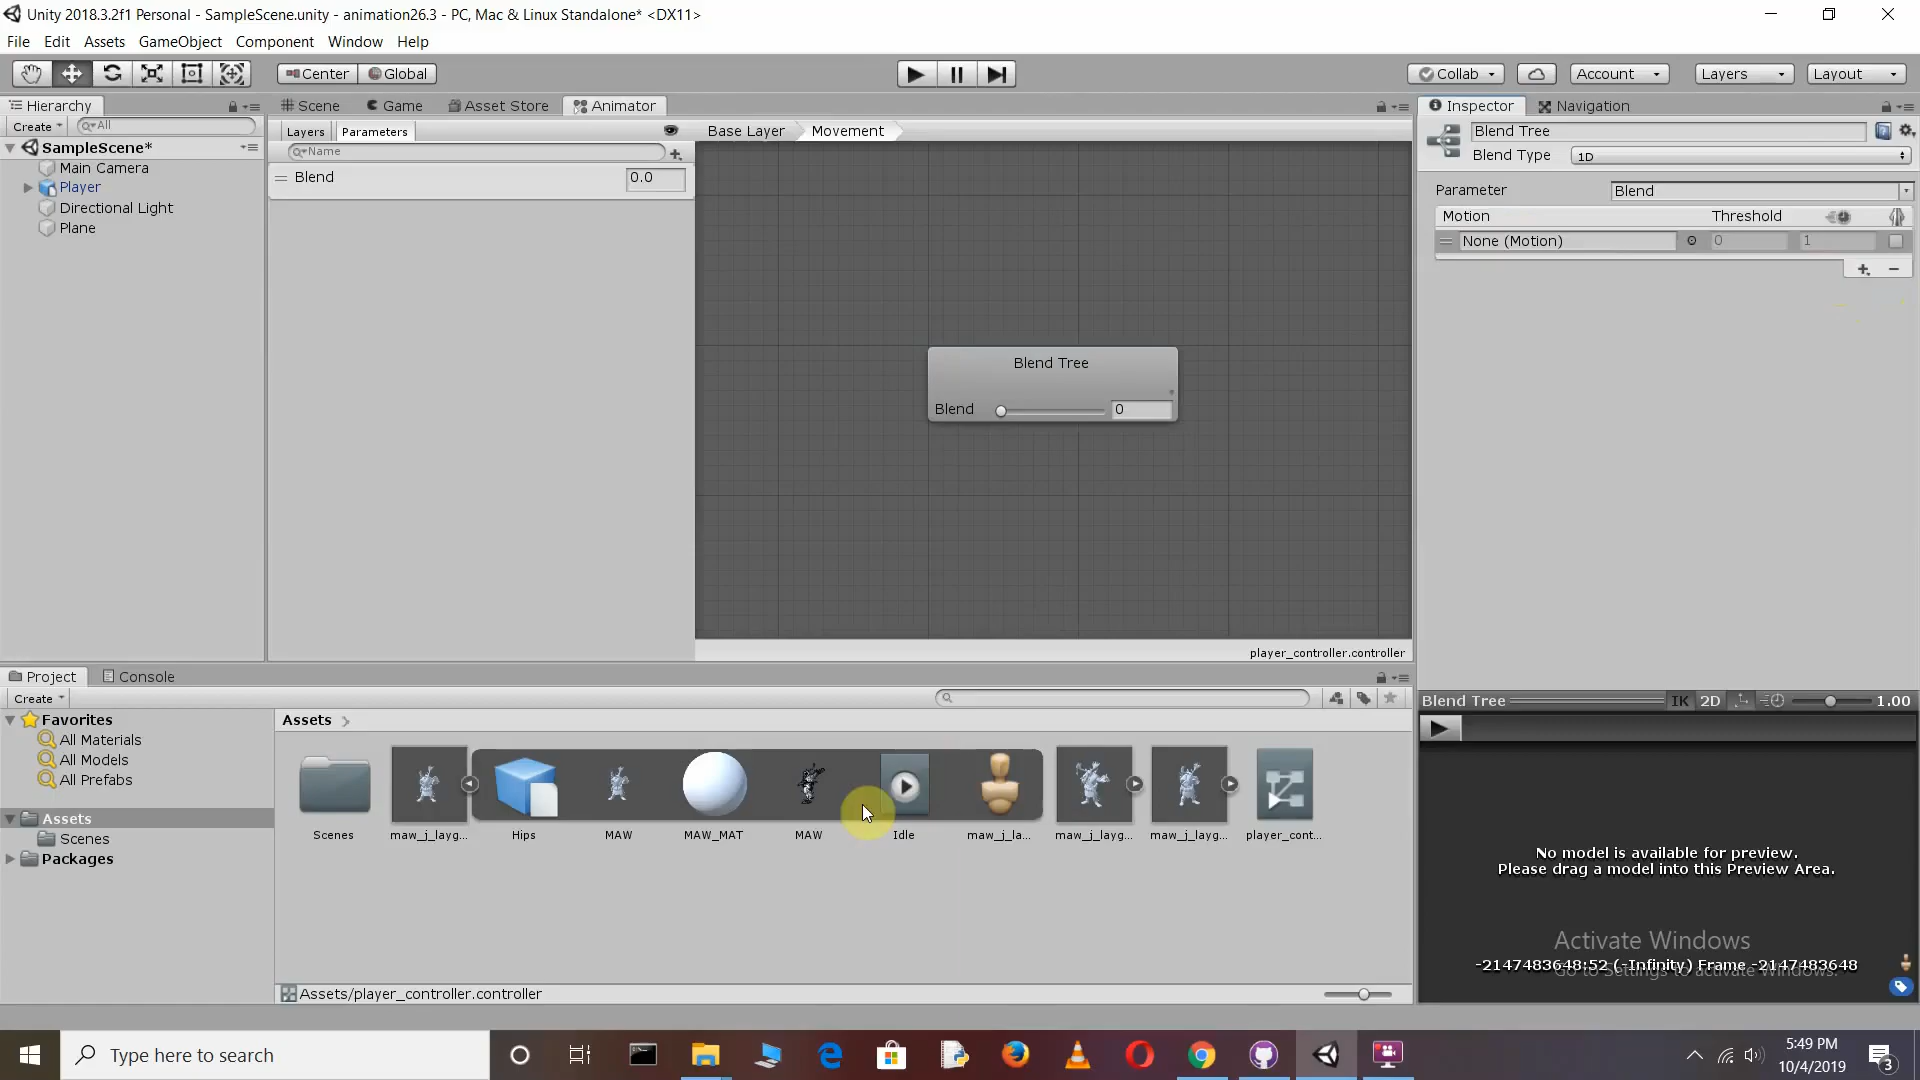 Unity 2018.3.2f1 Personal - SampleScene.unity - animation26.3 - PC, Mac & Linux Standalone* <DX11>
File Edit Assets GameObject Component Window Help
Center Global Collab Account Layers Layout
Hierarchy Scene Game Asset Store Animator Inspector Navigation
Create All Layers Parameters Base Layer Movement Blend Tree
SampleScene* Name Blend Type 1D
Main Camera Blend 0.0
Player Parameter Blend
Directional Light Motion Threshold
Plane None (Motion) 0 1
Blend Tree
Blend 0
player_controller.controller
Project Console
Create Blend Tree IK 2D 1.00
Favorites Assets
All Materials
All Models
All Prefabs
Assets
Scenes
Packages
Scenes maw_j_layg... Hips MAW MAW_MAT MAW Idle maw_j_la... maw_j_layg... maw_j_layg... player_cont...
No model is available for preview.
Please drag a model into this Preview Area.
Activate Windows
Go to Settings to activate Windows.
-2147483648:52 (-Infinity) Frame -2147483648
Assets/player_controller.controller
Type here to search
5:49 PM
10/4/2019
3